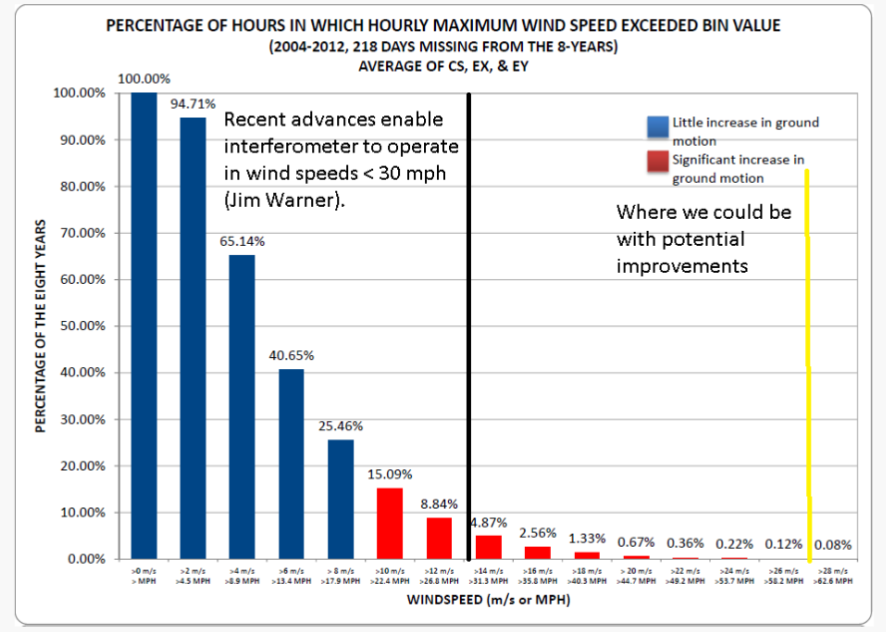 PERCENTAGE OF HOURS IN WHICH HOURLY MAXIMUM WIND SPEED EXCEEDED BIN VALUE
(2004-2012, 218 DAYS MISSING FROM THE 8-YEARS)
AVERAGE OF CS, EX, & EY
PERCENTAGE OF THE EIGHT YEARS
100.00%
90.00%
80.00%
70.00%
60.00%
50.00%
40.00%
30.00%
20.00%
10.00%
0.00%
100.00%
94.71%
65.14%
40.65%
25.46%
15.09%
8.84%
4.87%
2.56%
1.33%
0.67%
0.36%
0.22%
0.12%
0.08%
Recent advances enable
interferometer to operate
in wind speeds < 30 mph
(Jim Warner).
Little increase in ground
motion
Significant increase in
ground motion
Where we could be
with potential
improvements
>0 m/s
> MPH
>2 m/s
>4.5 MPH
>4 m/s
>8.9 MPH
>6 m/s
>13.4 MPH
> 8 m/s
>17.9 MPH
>10 m/s
>22.4 MPH
>12 m/s
>26.8 MPH
>14 m/s
>31.3 MPH
>16 m/s
>35.8 MPH
>18 m/s
>40.3 MPH
> 20 m/s
>44.7 MPH
>22 m/s
>49.2 MPH
>24 m/s
>53.7 MPH
>26 m/s
>58.2 MPH
>28 m/s
>62.6 MPH
WINDSPEED (m/s or MPH)